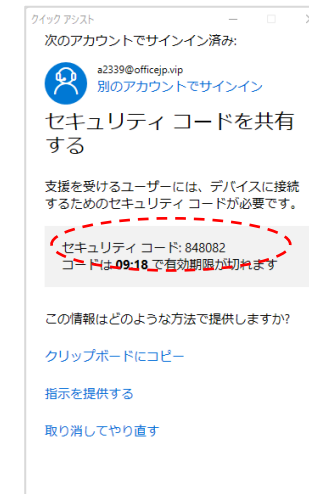 クイック アシスト
次のアカウントでサインイン済み:
a2339@officejp.vip
別のアカウントでサインイン
セキュリティ コードを共有
する
支援を受けるユーザーには、デバイスに接続
するためのセキュリティ コードが必要です。
セキュリティ コード: 848082
コードは 09:18 で有効期限が切れます
この情報はどのような方法で提供しますか?
クリップボードにコピー
指示を提供する
取り消してやり直す